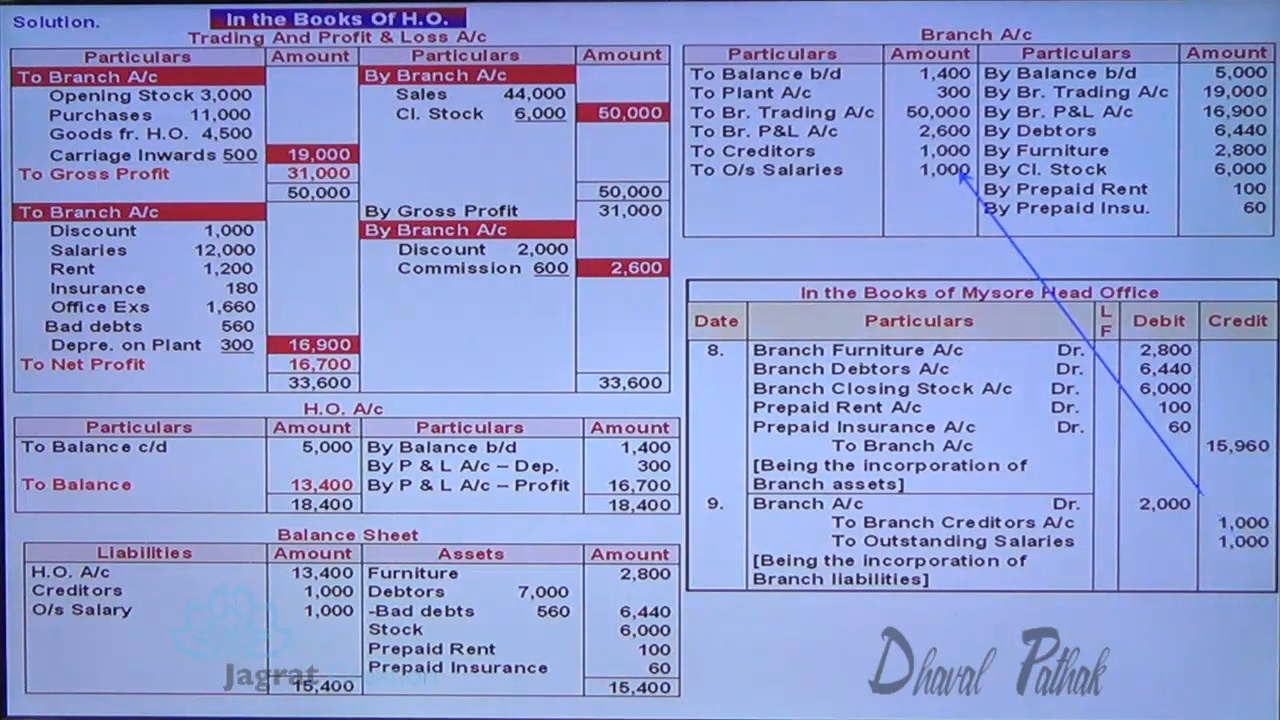 Solution.
In the Books Of H.O.
Trading And Profit & Loss A/c
Particulars Amount Particulars Amount
To Branch A/c By Branch A/c
Opening Stock 3,000 Sales 44,000
Purchases 11,000 Cl. Stock 6,000 50,000
Goods fr. H.O. 4,500
Carriage Inwards 500 19,000
To Gross Profit 31,000
50,000 50,000
To Branch A/c By Gross Profit 31,000
Discount 1,000 By Branch A/c
Salaries 12,000 Discount 2,000
Rent 1,200 Commission 600 2,600
Insurance 180
Office Exs 1,660
Bad debts 560
Depre. on Plant 300 16,900
To Net Profit 16,700
33,600 33,600
H.O. A/c
Particulars Amount Particulars Amount
To Balance c/d 5,000 By Balance b/d 1,400
By P & L A/c – Dep. 300
To Balance 13,400 By P & L A/c – Profit 16,700
18,400 18,400
Balance Sheet
Liabilities Amount Assets Amount
H.O. A/c 13,400 Furniture 2,800
Creditors 1,000 Debtors 7,000
O/s Salary 1,000 -Bad debts 560 6,440
Stock 6,000
Prepaid Rent 100
Prepaid Insurance 60
15,400 15,400
Jagrat
Branch A/c
Particulars Amount Particulars Amount
To Balance b/d 1,400 By Balance b/d 5,000
To Plant A/c 300 By Br. Trading A/c 19,000
To Br. Trading A/c 50,000 By Br. P&L A/c 16,900
To Br. P&L A/c 2,600 By Debtors 6,440
To Creditors 1,000 By Furniture 2,800
To O/s Salaries 1,000 By Cl. Stock 6,000
By Prepaid Rent 100
By Prepaid Insu. 60
In the Books of Mysore Head Office
Date Particulars L F Debit Credit
8. Branch Furniture A/c Dr. 2,800
Branch Debtors A/c Dr. 6,440
Branch Closing Stock A/c Dr. 6,000
Prepaid Rent A/c Dr. 100
Prepaid Insurance A/c Dr. 60
To Branch A/c 15,960
[Being the incorporation of
Branch assets]
9. Branch A/c Dr. 2,000
To Branch Creditors A/c 1,000
To Outstanding Salaries 1,000
[Being the incorporation of
Branch liabilities]
Dhaval Pathak